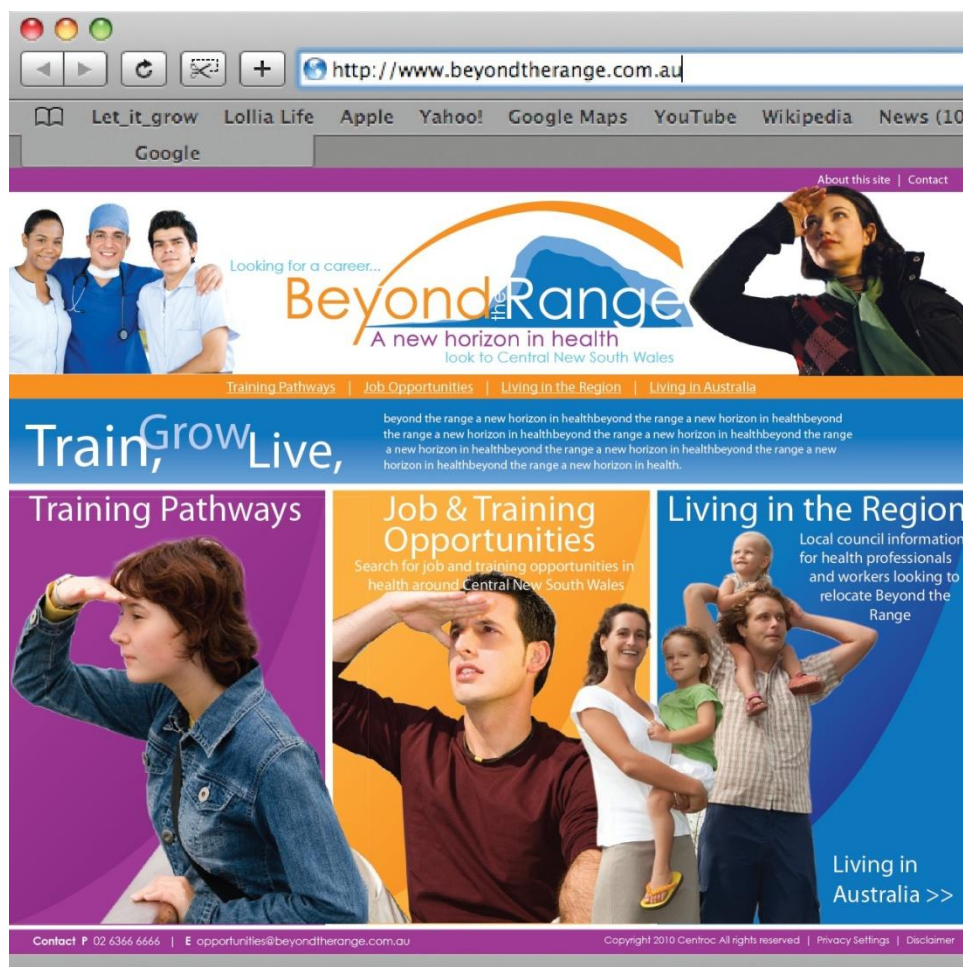 http://www.beyondtherange.com.au
Let_it_grow Lollia Life Apple Yahoo! Google Maps YouTube Wikipedia News (10
Google
About this site | Contact
Looking for a career...
Beyond the Range
A new horizon in health
look to Central New South Wales
Training Pathways | Job Opportunities | Living in the Region | Living in Australia
Train, Grow Live,
beyond the range a new horizon in healthbeyond the range a new horizon in healthbeyond
the range a new horizon in healthbeyond the range a new horizon in healthbeyond the range
a new horizon in healthbeyond the range a new horizon in healthbeyond the range a new
horizon in healthbeyond the range a new horizon in health.
Training Pathways
Job & Training
Opportunities
Search for job and training opportunities in
health around Central New South Wales
Living in the Region
Local council information
for health professionals
and workers looking to
relocate Beyond the
Range
Living in
Australia >>
Contact P 02 6366 6666 | E opportunities@beyondtherange.com.au
Copyright 2010 Centroc All rights reserved | Privacy Settings | Disclaimer